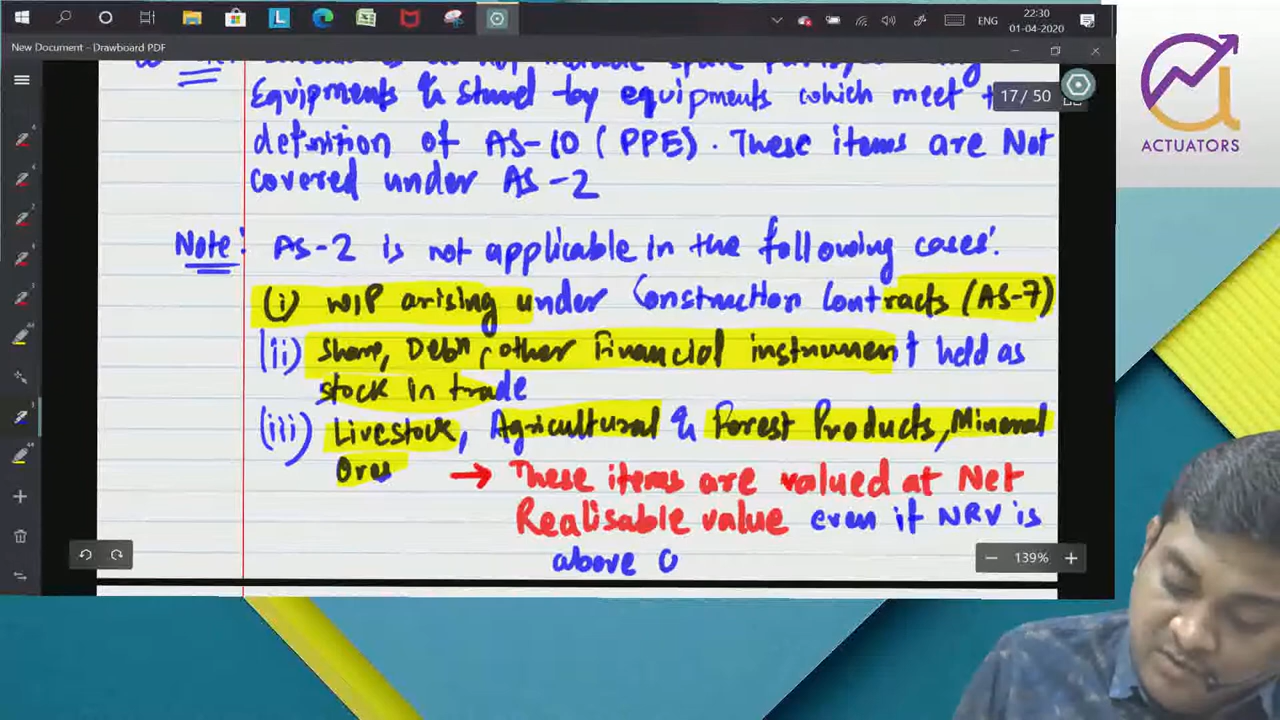 22:30
ENG
01-04-2020
New Document - Drawboard PDF
17 / 50
Equipments & stand by equipments which meet
definition of AS-10 (PPE). These items are Not
covered under AS-2
Note: AS-2 is not applicable in the following cases:
(i) WIP arising under Construction Contracts (AS-7)
(ii) Share, Debn, other Financial instrument held as
stock in trade
(iii) Livestock, Agricultural & Forest Products, Mineral
Ores → These items are valued at Net
Realisable value even if NRV is
above C
139%
ACTUATORS